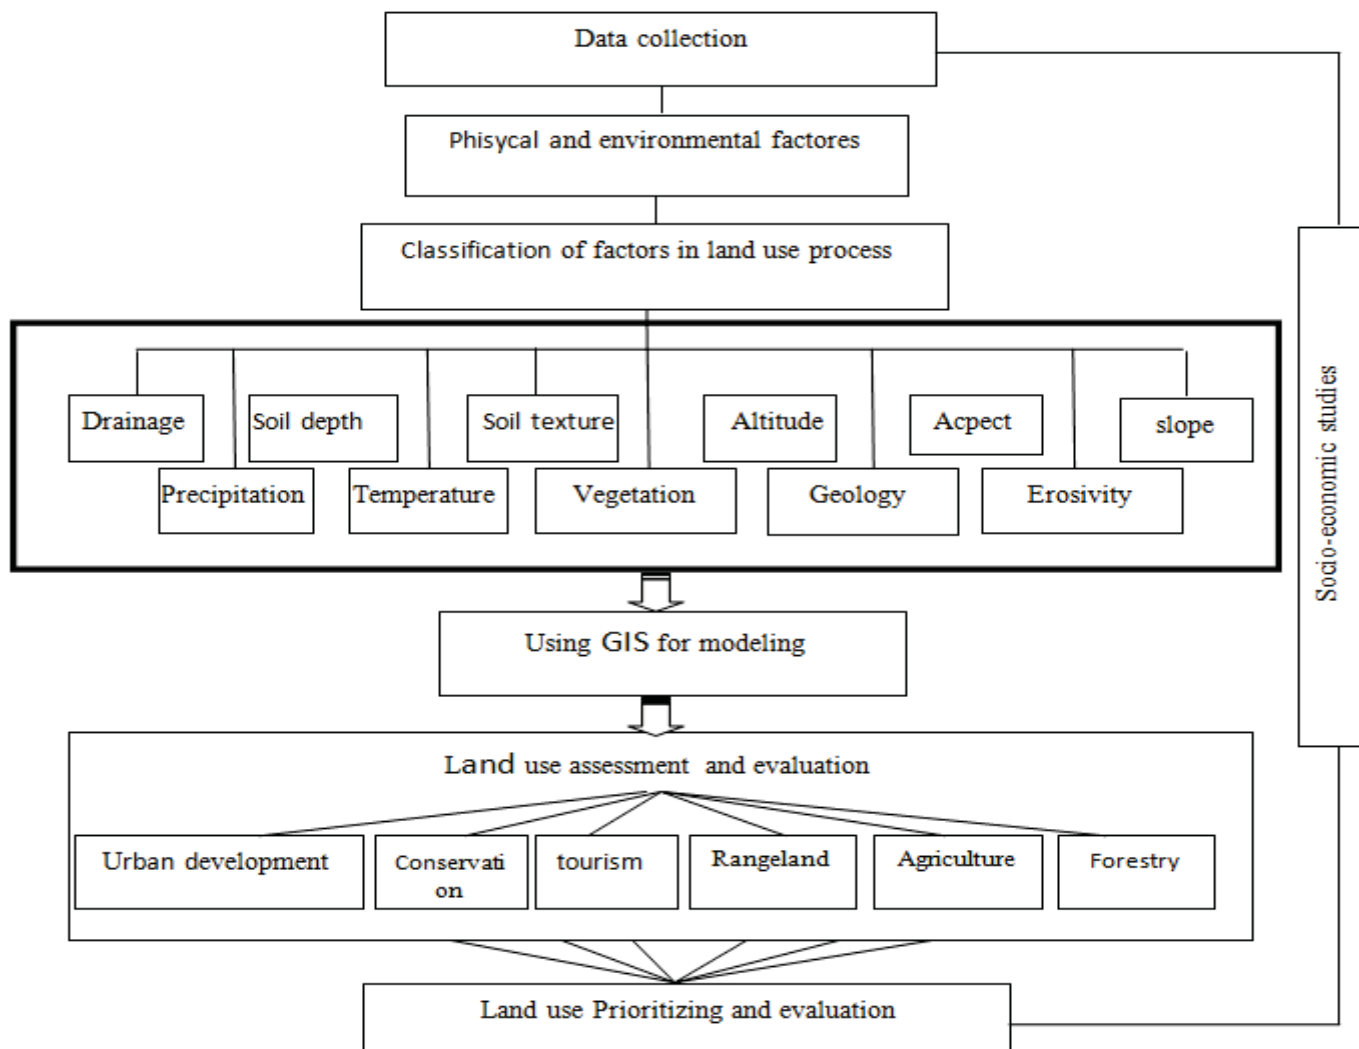 Data collection
Phisycal and environmental factores
Classification of factors in land use process
Drainage
Soil depth
Soil texture
Altitude
Acpect
slope
Precipitation
Temperature
Vegetation
Geology
Erosivity
Socio-economic studies
Using GIS for modeling
Land use assessment and evaluation
Urban development
Conservati
on
tourism
Rangeland
Agriculture
Forestry
Land use Prioritizing and evaluation